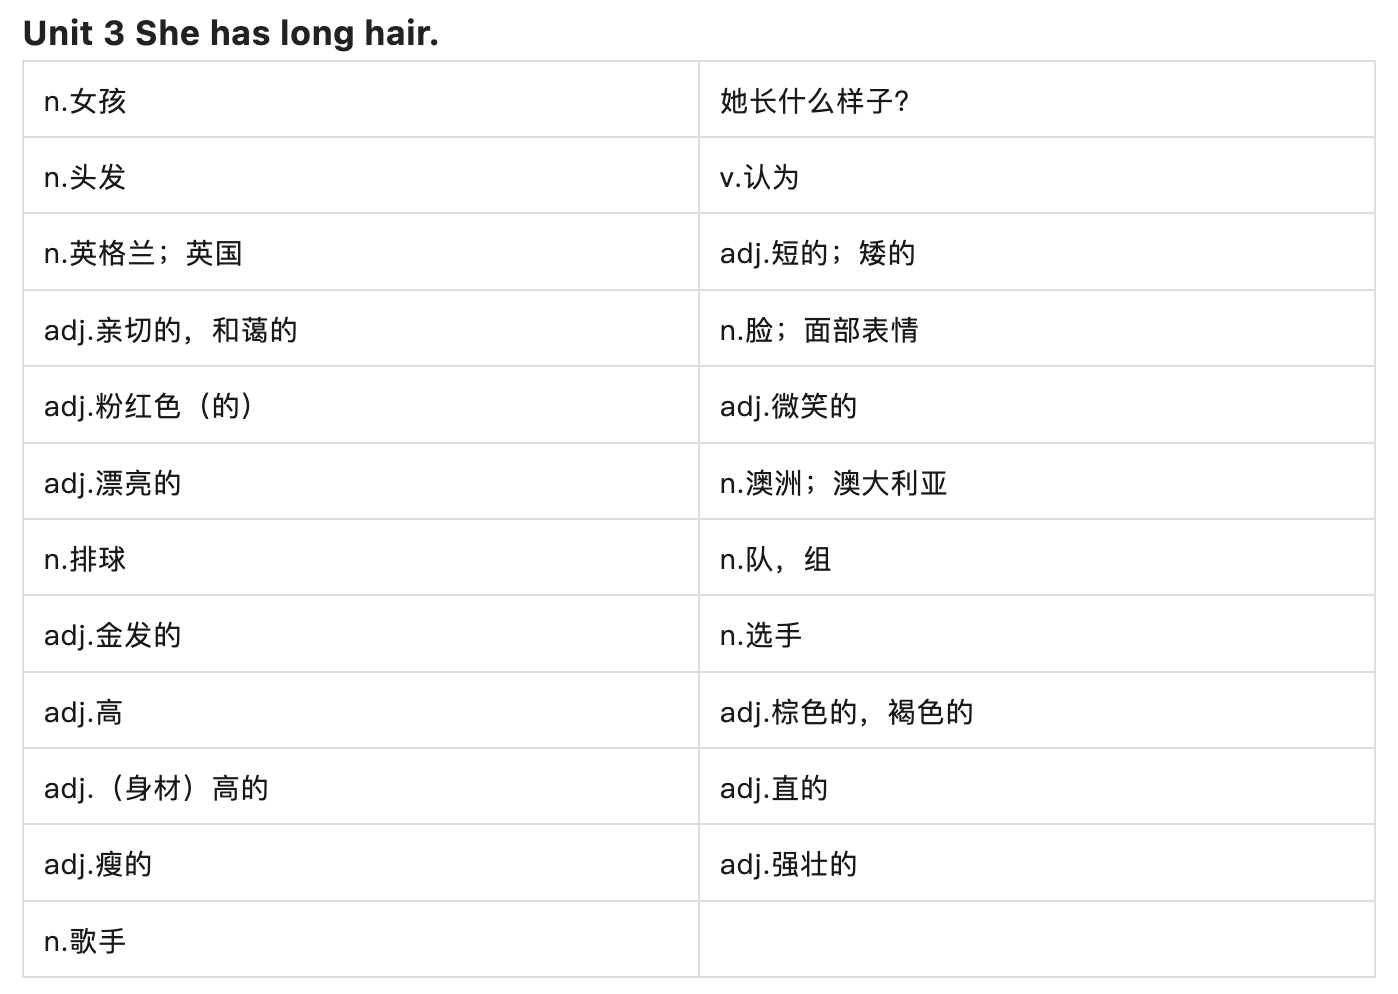 Unit 3 She has long hair.
n.女孩
她长什么样子?
n.头发
v.认为
n.英格兰；英国
adj.短的；矮的
adj.亲切的，和蔼的
n.脸；面部表情
adj.粉红色（的）
adj.微笑的
adj.漂亮的
n.澳洲；澳大利亚
n.排球
n.队，组
adj.金发的
n.选手
adj.高
adj.棕色的，褐色的
adj.（身材）高的
adj.直的
adj.瘦的
adj.强壮的
n.歌手